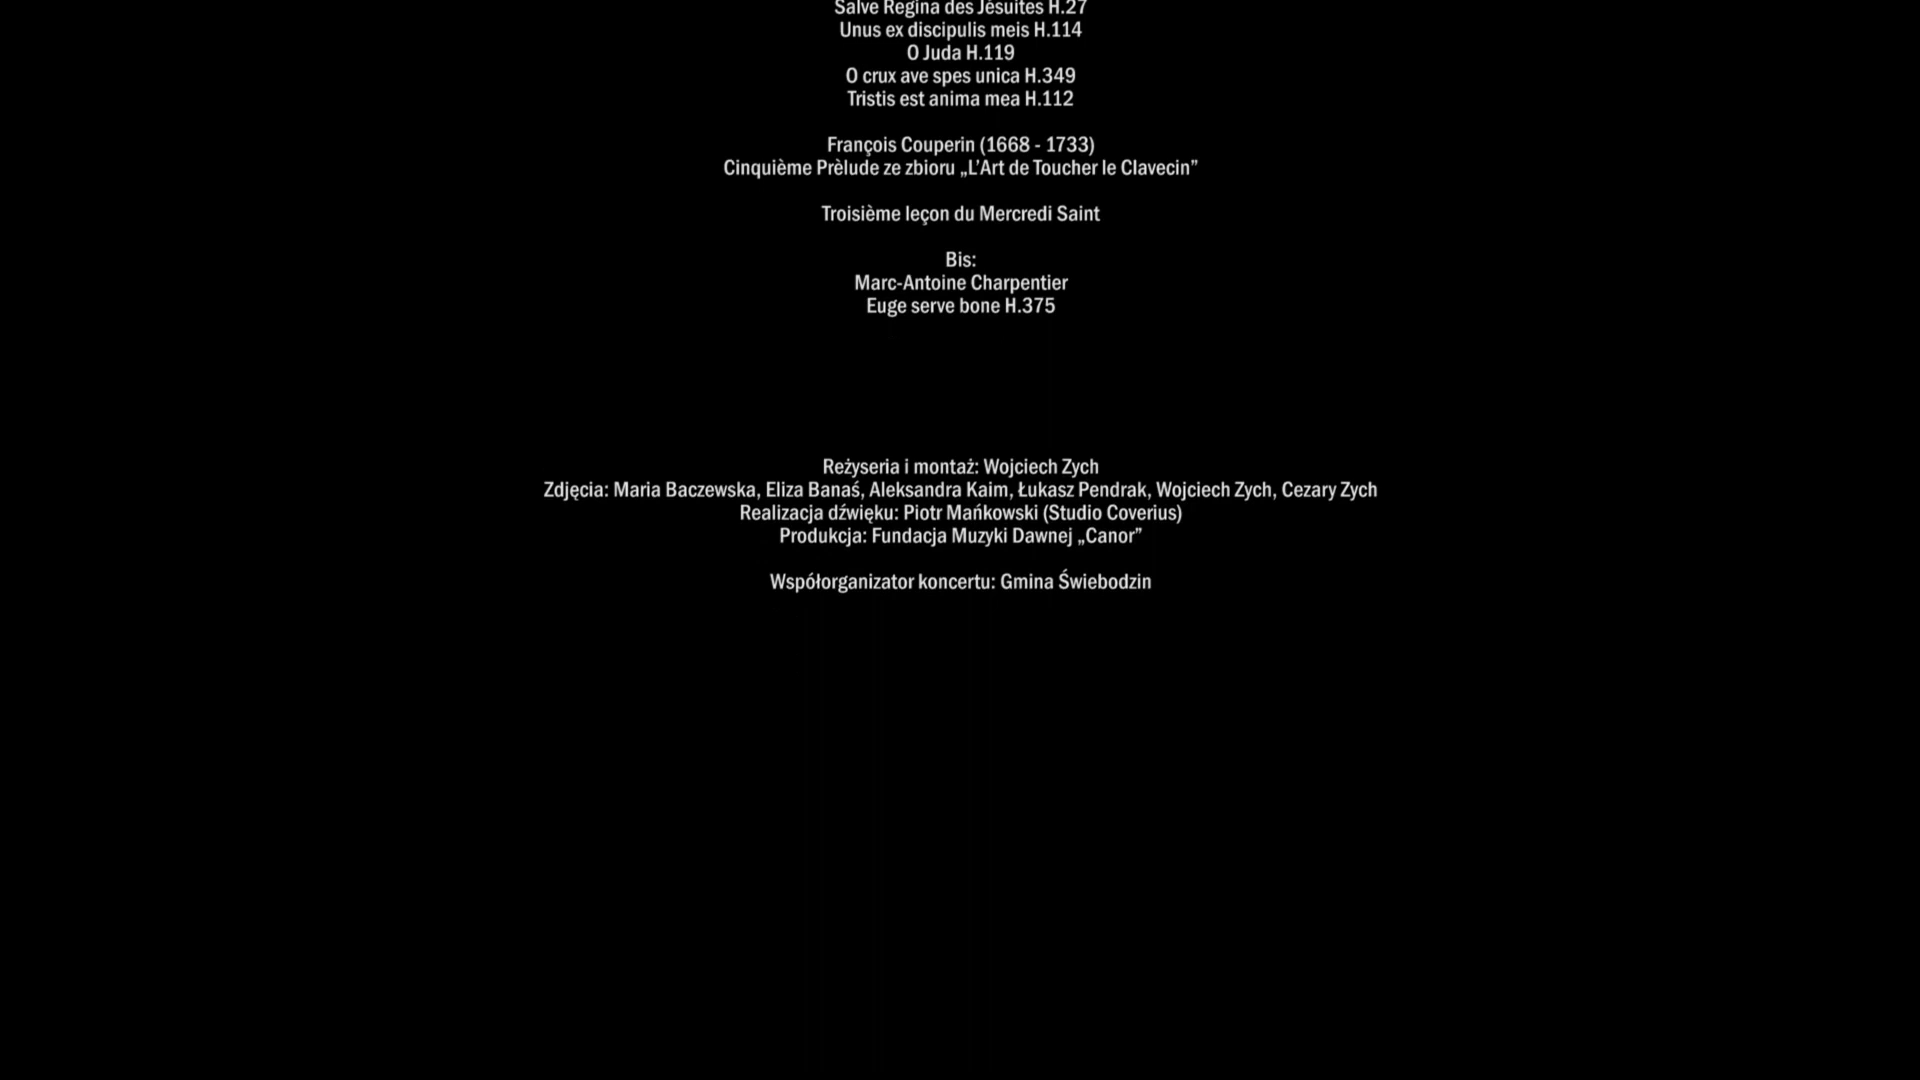 Salve Regina des Jésuites H.27
Unus ex discipulis meis H.114
O Juda H.119
O crux ave spes unica H.349
Tristis est anima mea H.112
François Couperin (1668 - 1733)
Cinquième Prèlude ze zbioru „L’Art de Toucher le Clavecin”
Troisième leçon du Mercredi Saint
Bis:
Marc-Antoine Charpentier
Euge serve bone H.375
Reżyseria i montaż: Wojciech Zych
Zdjęcia: Maria Baczewska, Eliza Banaś, Aleksandra Kaim, Łukasz Pendrak, Wojciech Zych, Cezary Zych
Realizacja dźwięku: Piotr Mańkowski (Studio Coverius)
Produkcja: Fundacja Muzyki Dawnej „Canor”
Współorganizator koncertu: Gmina Świebodzin